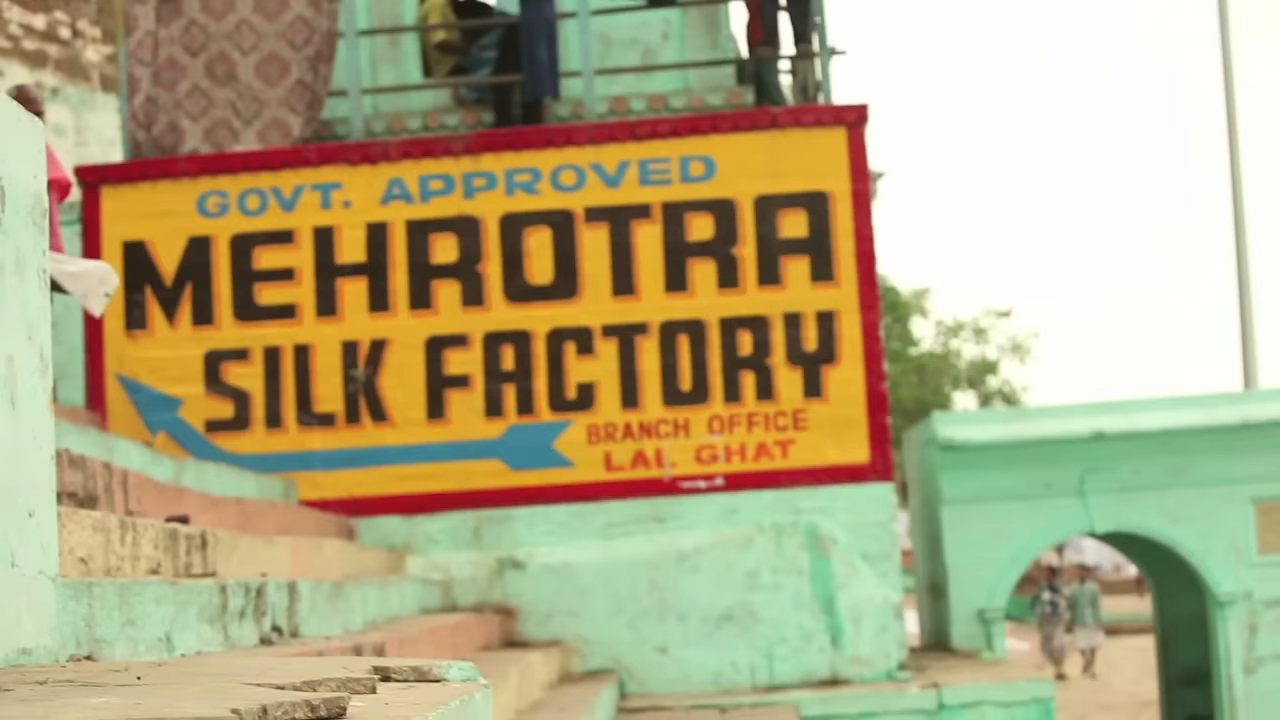 GOVT. APPROVED
MEHROTRA
SILK FACTORY
BRANCH OFFICE
LAL GHAT